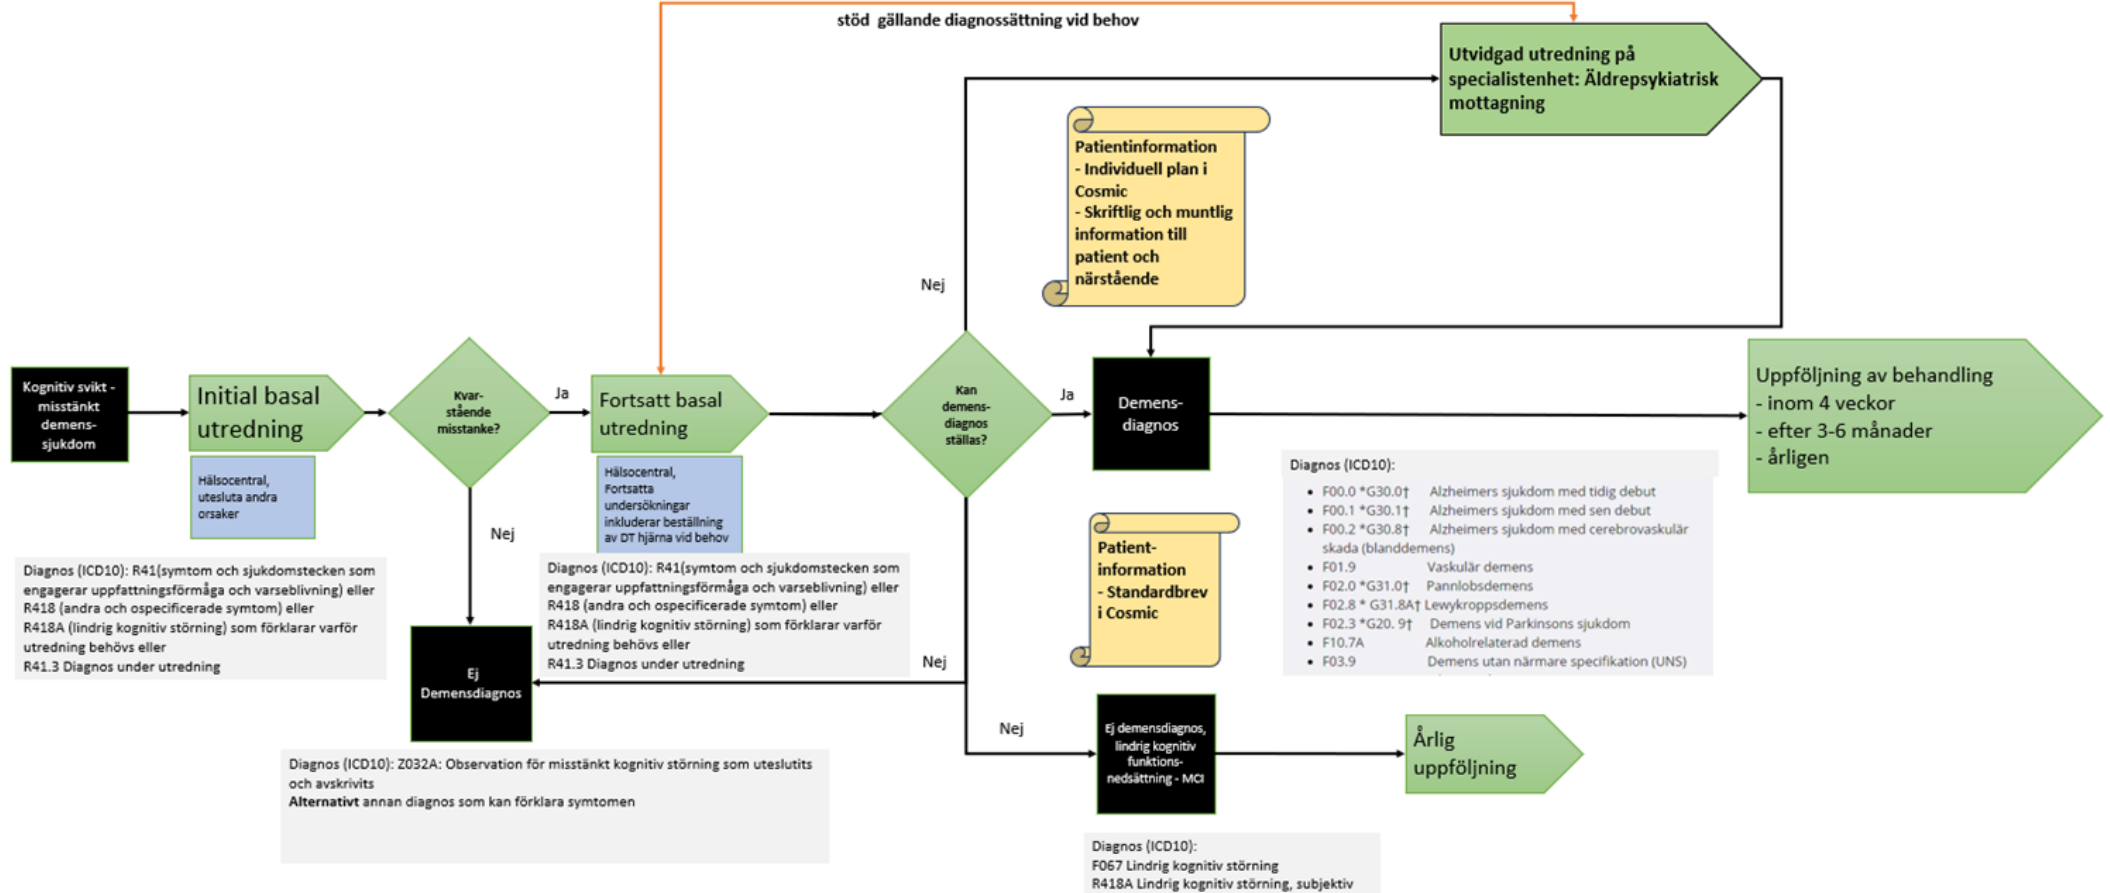 stöd gällande diagnossättning vid behov
Utvidgad utredning på
specialistenhet: Äldrepsykiatrisk
mottagning
Patientinformation
- Individuell plan i
Cosmic
- Skriftlig och muntlig
information till
patient och
närstående
Nej
Kognitiv svikt -
misstänkt
demens-
sjukdom
Initial basal
utredning
Kvar-
stående
misstanke?
Ja
Fortsatt basal
utredning
Kan
demens-
diagnos
ställas?
Ja
Demens-
diagnos
Uppföljning av behandling
- inom 4 veckor
- efter 3-6 månader
- årligen
Hälsocentral,
utesluta andra
orsaker
Nej
Hälsocentral,
Fortsatta
undersökningar
inkluderar beställning
av DT hjärna vid behov
Diagnos (ICD10): R41(symtom och sjukdomstecken som
engagerar uppfattningsförmåga och varseblivning) eller
R418 (andra och ospecificerade symtom) eller
R418A (lindrig kognitiv störning) som förklarar varför
utredning behövs eller
R41.3 Diagnos under utredning
Diagnos (ICD10): R41(symtom och sjukdomstecken som
engagerar uppfattningsförmåga och varseblivning) eller
R418 (andra och ospecificerade symtom) eller
R418A (lindrig kognitiv störning) som förklarar varför
utredning behövs eller
R41.3 Diagnos under utredning
Patient-
information
- Standardbrev
i Cosmic
Diagnos (ICD10):
• F00.0 *G30.0† Alzheimers sjukdom med tidig debut
• F00.1 *G30.1† Alzheimers sjukdom med sen debut
• F00.2 *G30.8† Alzheimers sjukdom med cerebrovaskulär
skada (blanddemens)
• F01.9 Vaskulär demens
• F02.0 *G31.0† Pannlobsdemens
• F02.8 * G31.8A† Lewykroppsdemens
• F02.3 *G20. 9† Demens vid Parkinsons sjukdom
• F10.7A Alkoholrelaterad demens
• F03.9 Demens utan närmare specifikation (UNS)
Ej
Demensdiagnos
Nej
Nej
Ej demensdiagnos,
lindrig kognitiv
funktions-
nedsättning - MCI
Årlig
uppföljning
Diagnos (ICD10): Z032A: Observation för misstänkt kognitiv störning som uteslutits
och avskrivits
Alternativt annan diagnos som kan förklara symtomen
Diagnos (ICD10):
F067 Lindrig kognitiv störning
R418A Lindrig kognitiv störning, subjektiv